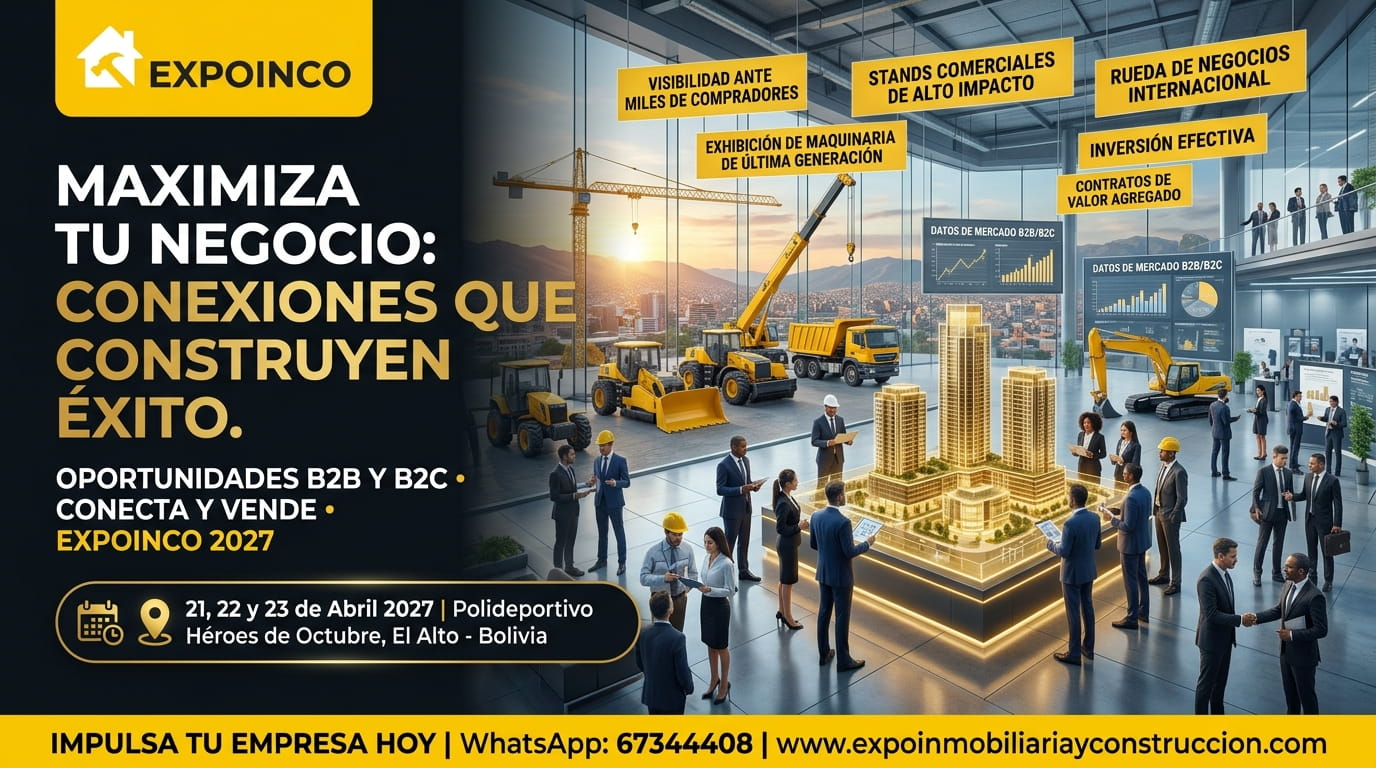 EXPOINCO
MAXIMIZA
TU NEGOCIO:
CONEXIONES QUE
CONSTRUYEN
ÉXITO.
OPORTUNIDADES B2B Y B2C •
CONECTA Y VENDE •
EXPOINCO 2027
21, 22 y 23 de Abril 2027 | Polideportivo
Héroes de Octubre, El Alto - Bolivia
VISIBILIDAD ANTE
MILES DE COMPRADORES
STANDS COMERCIALES
DE ALTO IMPACTO
RUEDA DE NEGOCIOS
INTERNACIONAL
EXHIBICIÓN DE MAQUINARIA
DE ÚLTIMA GENERACIÓN
INVERSIÓN EFECTIVA
CONTRATOS DE
VALOR AGREGADO
DATOS DE MERCADO B2B/B2C
DATOS DE MERCADO B2B/B2C
IMPULSA TU EMPRESA HOY | WhatsApp: 67344408 | www.expoinmobiliariayconstruccion.com